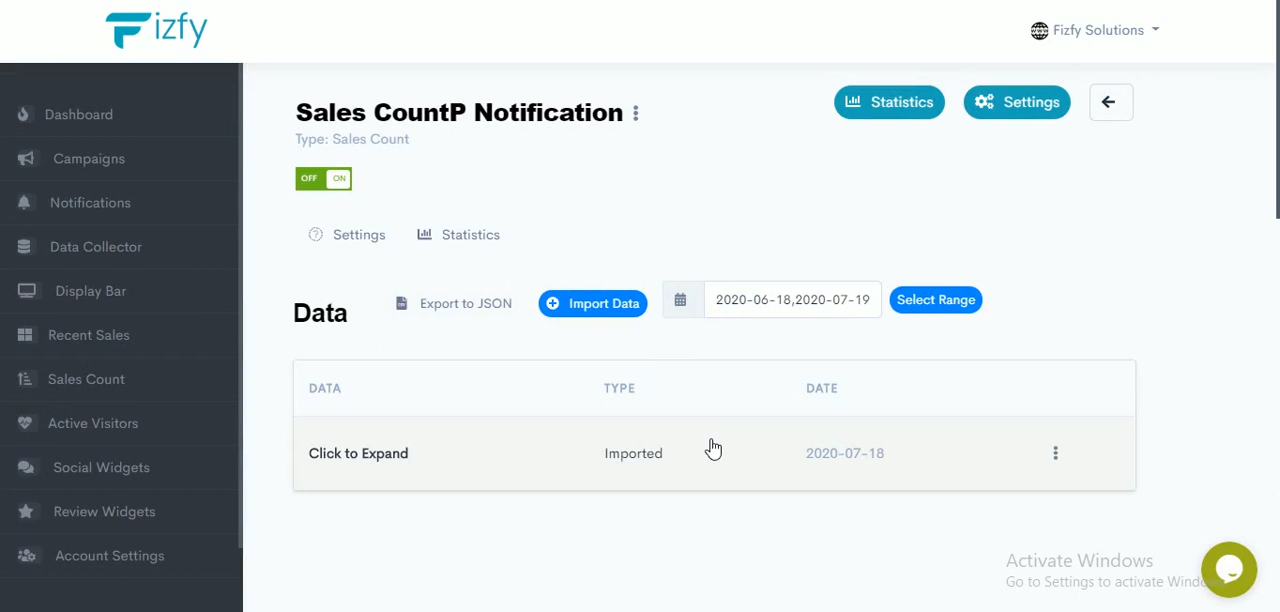 Fizfy
Fizfy Solutions
Dashboard
Campaigns
Notifications
Data Collector
Display Bar
Recent Sales
Sales Count
Active Visitors
Social Widgets
Review Widgets
Account Settings
Sales CountP Notification
Type: Sales Count
Statistics
Settings
OFF ON
Settings
Statistics
Data
Export to JSON
Import Data
2020-06-18,2020-07-19
Select Range
DATA TYPE DATE
Click to Expand Imported 2020-07-18
Activate Windows
Go to Settings to activate